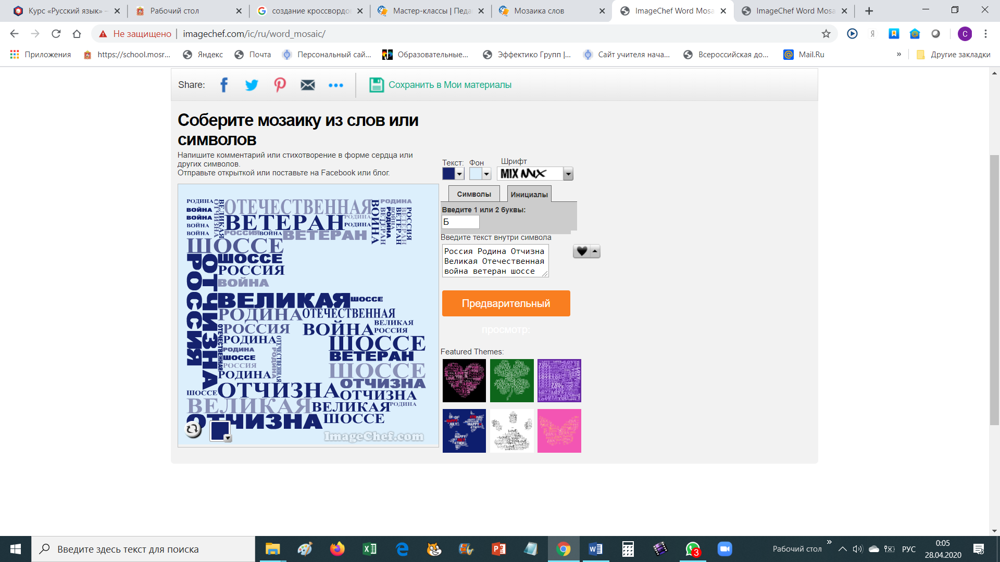 Курс «Русский язык» -
Рабочий стол
создание кроссвордо
Мастер-классы | Педа
Мозаика слов
ImageChef Word Mosa
ImageChef Word Mosa
Не защищено | imagechef.com/ic/ru/word_mosaic/
Я
C
Приложения
https://school.mosr...
Яндекс
Почта
Персональный сай...
Образовательные...
Эффектико Групп |...
Сайт учителя нача...
Всероссийская до...
Mail.Ru
»
Другие закладки
Share:
Сохранить в Мои материалы
Соберите мозаику из слов или
символов
Напишите комментарий или стихотворение в форме сердца или
других символов.
Отправьте открыткой или поставьте на Facebook или блог.
РОДИНА
ВОЙНА
ВОЙНА
ВОЙНА
ВОЙНА
ОТЧИЗНА
ВЕЛИКАЯ
ОТЕЧЕСТВЕННАЯ
ВЕТЕРАН
РОДИНА
РОДИНА
РОССИЯ
ВОЙНА
ВЕТЕРАН
ВОЙНА
РОДИНА
ВЕТЕРАН
РОДИНА
ВОЙНА
ВЕТЕРАН
ВЕТЕРАН
РОССИЯ
ШОССЕ
РОССИЯ
ОТЧИЗНА
ШОССЕ
РОССИЯ
ВОЙНА
ВЕЛИКАЯ
ШОССЕ
РОДИНА
ОТЕЧЕСТВЕННАЯ
РОССИЯ
ВОЙНА
ВЕЛИКАЯ
РОССИЯ
ОТЕЧЕСТВЕННАЯ
РОДИНА
ОТЕЧЕСТВЕННАЯ
ШОССЕ
РОДИНА
ШОССЕ
РОДИНА
ВЕТЕРАН
РОССИЯ
ШОССЕ
РОДИНА
ОТЧИЗНА
ШОССЕ
ОТЧИЗНА
ОТЧИЗНА
ВЕЛИКАЯ
ВЕЛИКАЯ
РОДИНА
ОТЧИЗНА
ШОССЕ
ImageChef.com
Текст:
Фон
Шрифт
MIX MIX
Символы
Инициалы
Введите 1 или 2 буквы:
Б
Введите текст внутри символа
Россия Родина Отчизна
Великая Отечественная
война ветеран шоссе
Предварительный
просмотр:
Featured Themes:
Введите здесь текст для поиска
3
Рабочий стол
»
РУС
0:05
28.04.2020